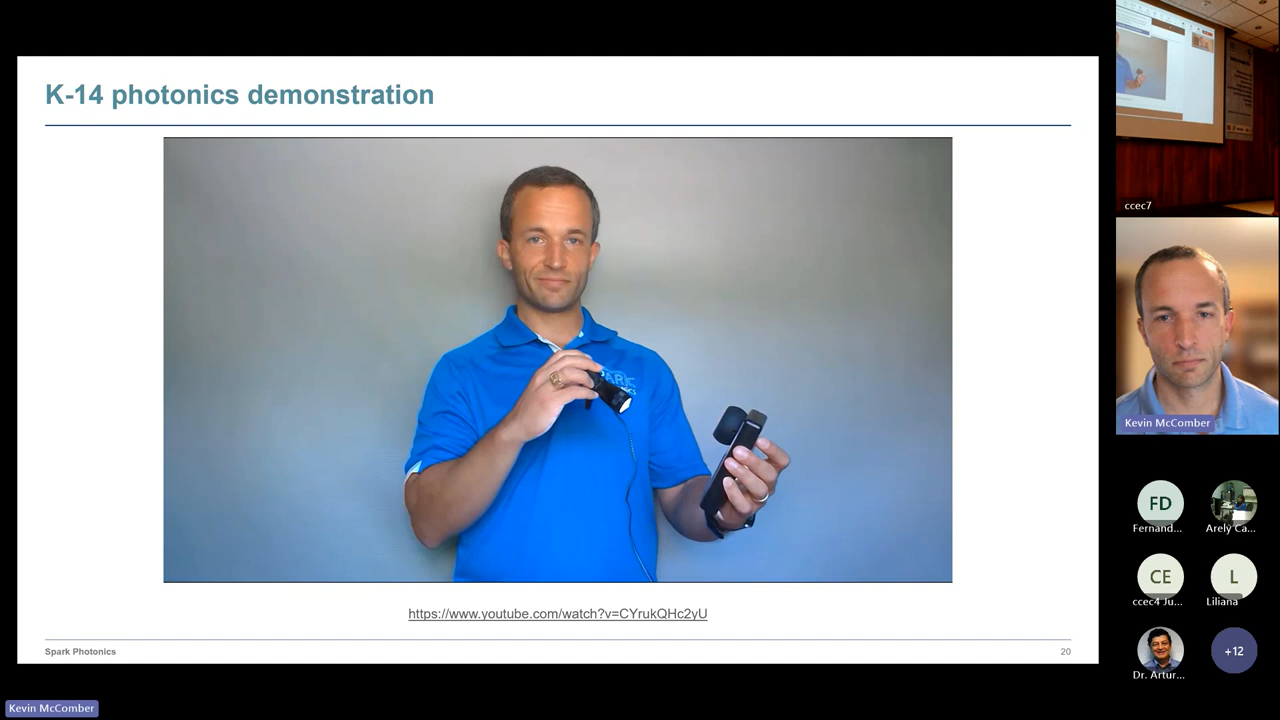 K-14 photonics demonstration
https://www.youtube.com/watch?v=CYrukQHc2yU
Spark Photonics
20
Kevin McComber
ccec7
Kevin McComber
FD
Fernand...
Arely Ca...
CE
L
ccec4 Ju...
Liliana
Dr. Artur...
+12